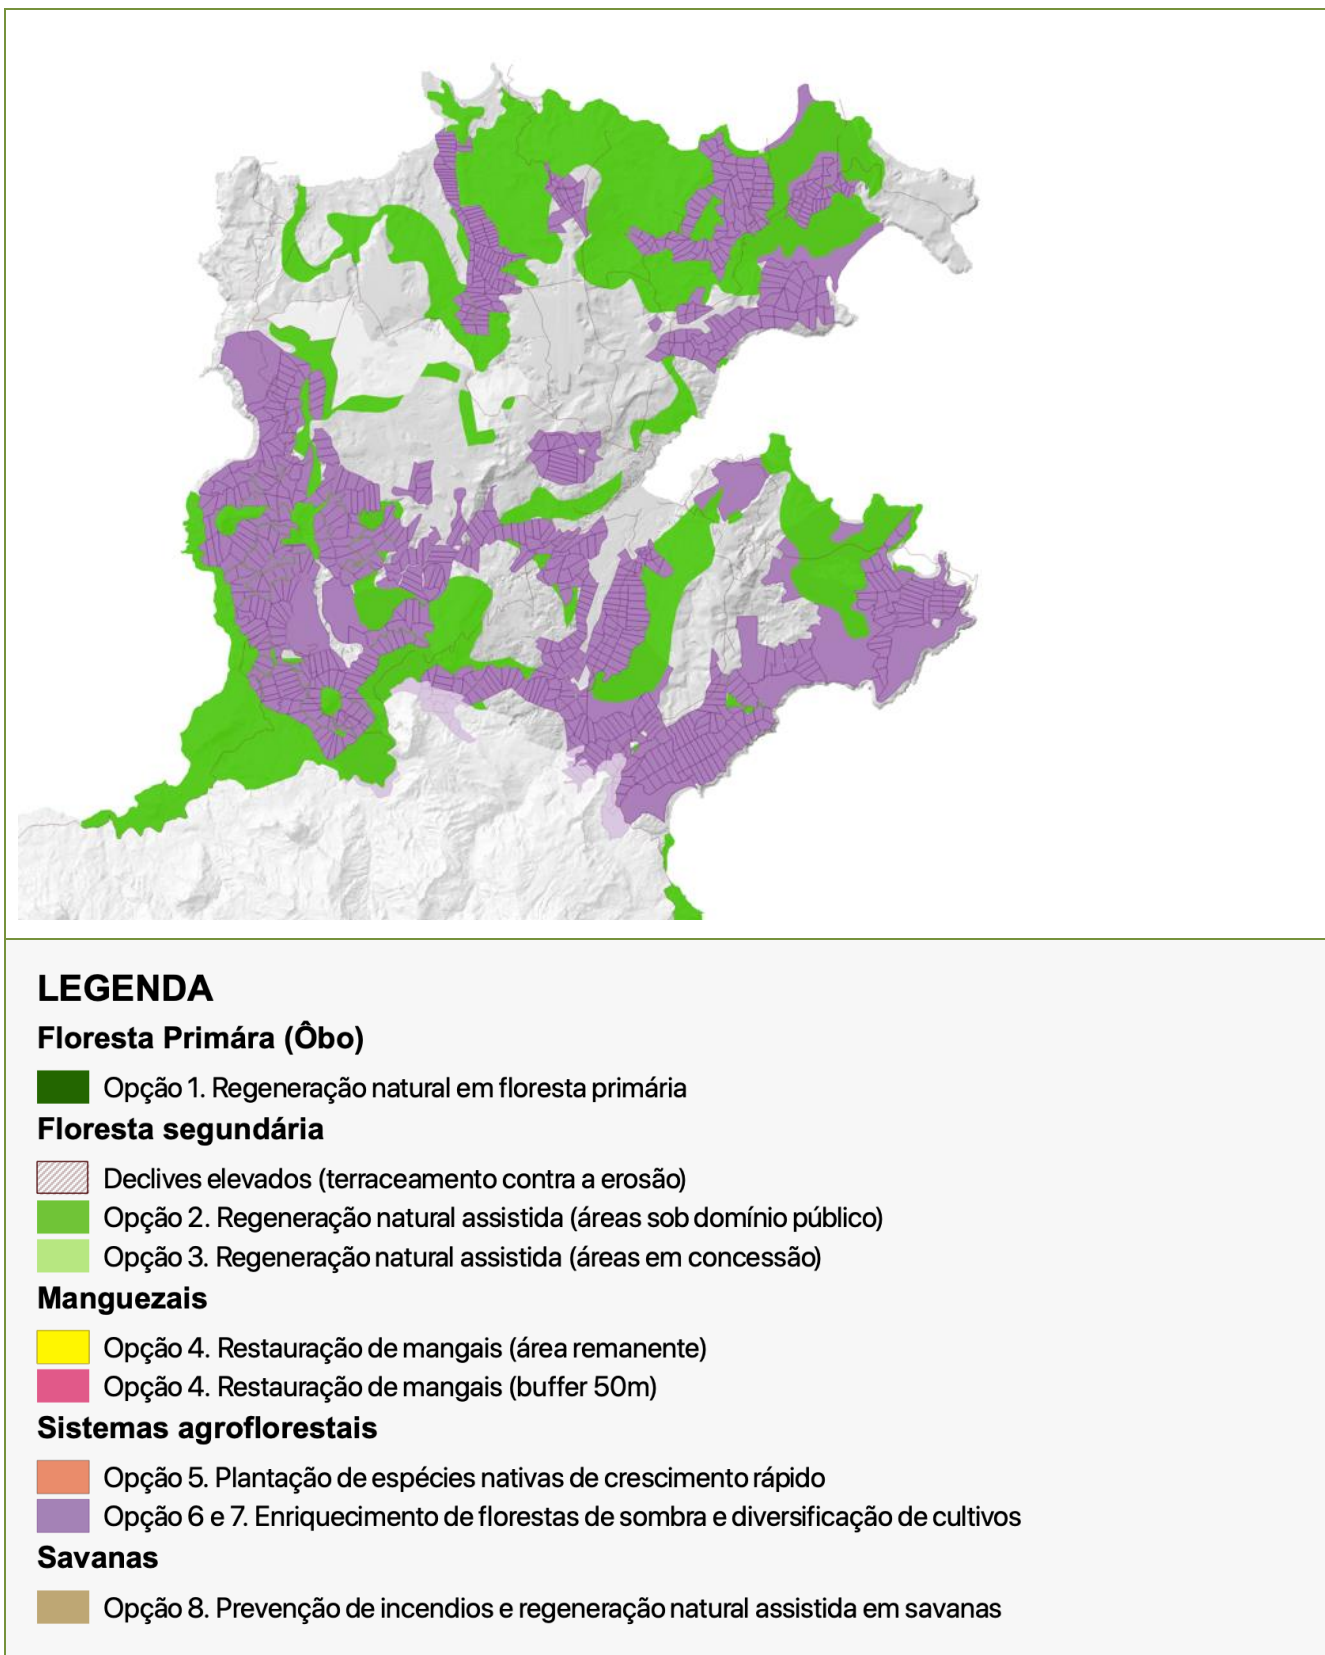 LEGENDA
Floresta Primára (Ôbo)
Opção 1. Regeneração natural em floresta primária
Floresta segundária
Declives elevados (terraceamento contra a erosão)
Opção 2. Regeneração natural assistida (áreas sob domínio público)
Opção 3. Regeneração natural assistida (áreas em concessão)
Manguezais
Opção 4. Restauração de mangais (área remanente)
Opção 4. Restauração de mangais (buffer 50m)
Sistemas agroflorestais
Opção 5. Plantação de espécies nativas de crescimento rápido
Opção 6 e 7. Enriquecimento de florestas de sombra e diversificação de cultivos
Savanas
Opção 8. Prevenção de incendios e regeneração natural assistida em savanas